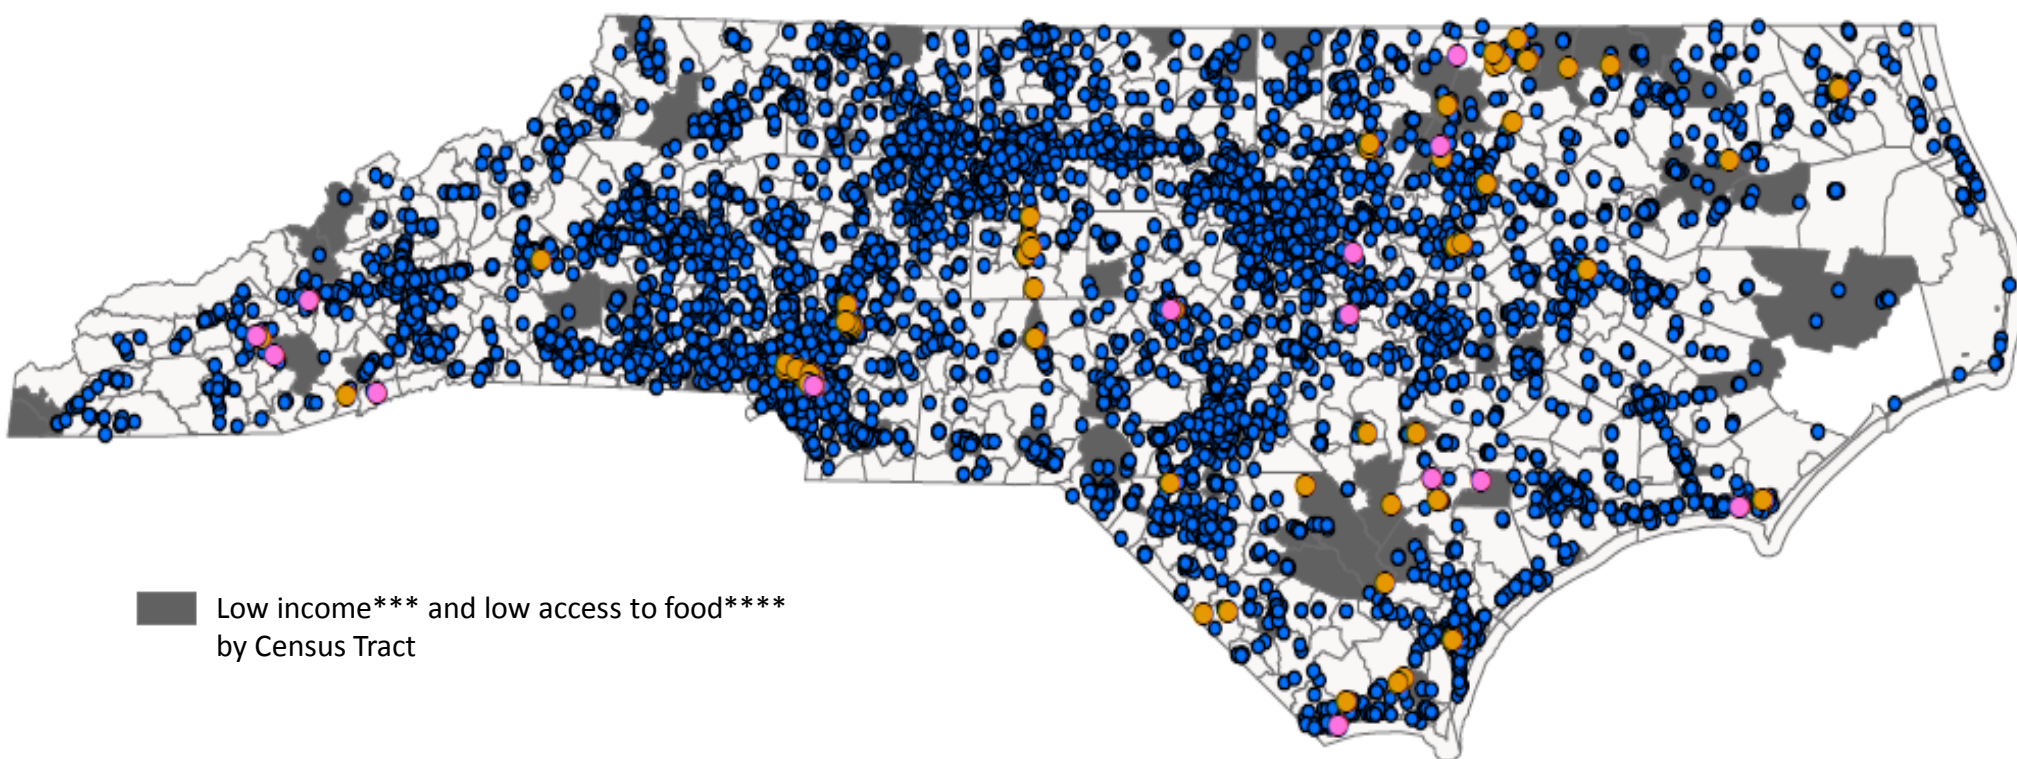 Low income*** and low access to food****
by Census Tract